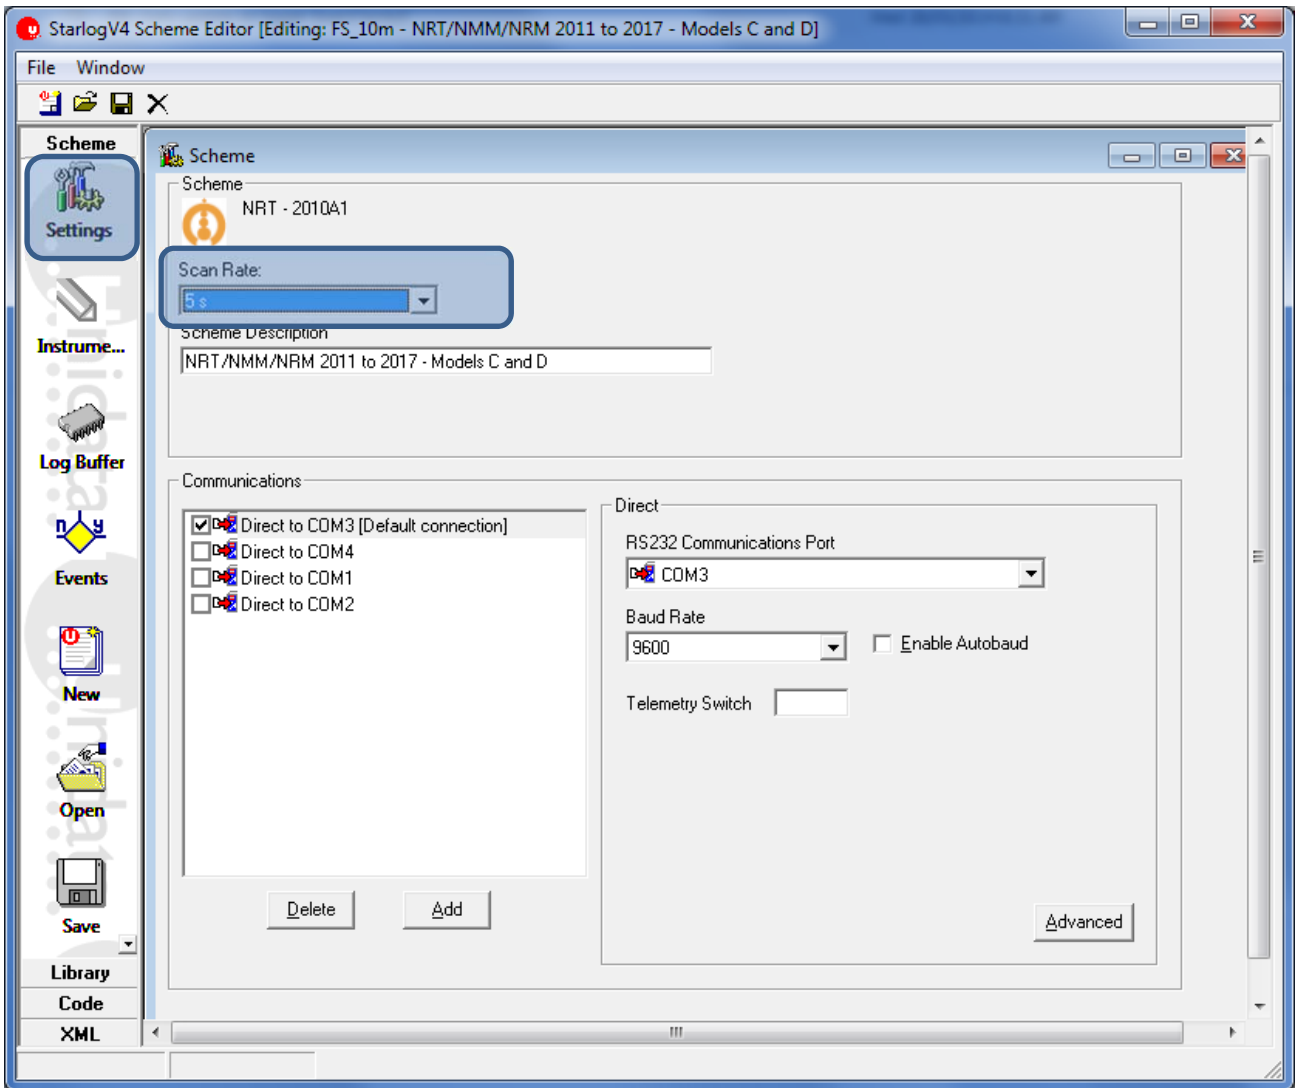 StarlogV4 Scheme Editor [Editing: FS_10m - NRT/NMM/NRM 2011 to 2017 - Models C and D]
File Window
Scheme
Settings
Instrume...
Log Buffer
Events
New
Open
Save
Library
Code
XML
Scheme
Scheme
NRT - 2010A1
Scan Rate:
5 s
Scheme Description
NRT/NMM/NRM 2011 to 2017 - Models C and D
Communications
Direct to COM3 [Default connection]
Direct to COM4
Direct to COM1
Direct to COM2
Delete Add
Direct
RS232 Communications Port
COM3
Baud Rate
9600
Enable Autobaud
Telemetry Switch
Advanced